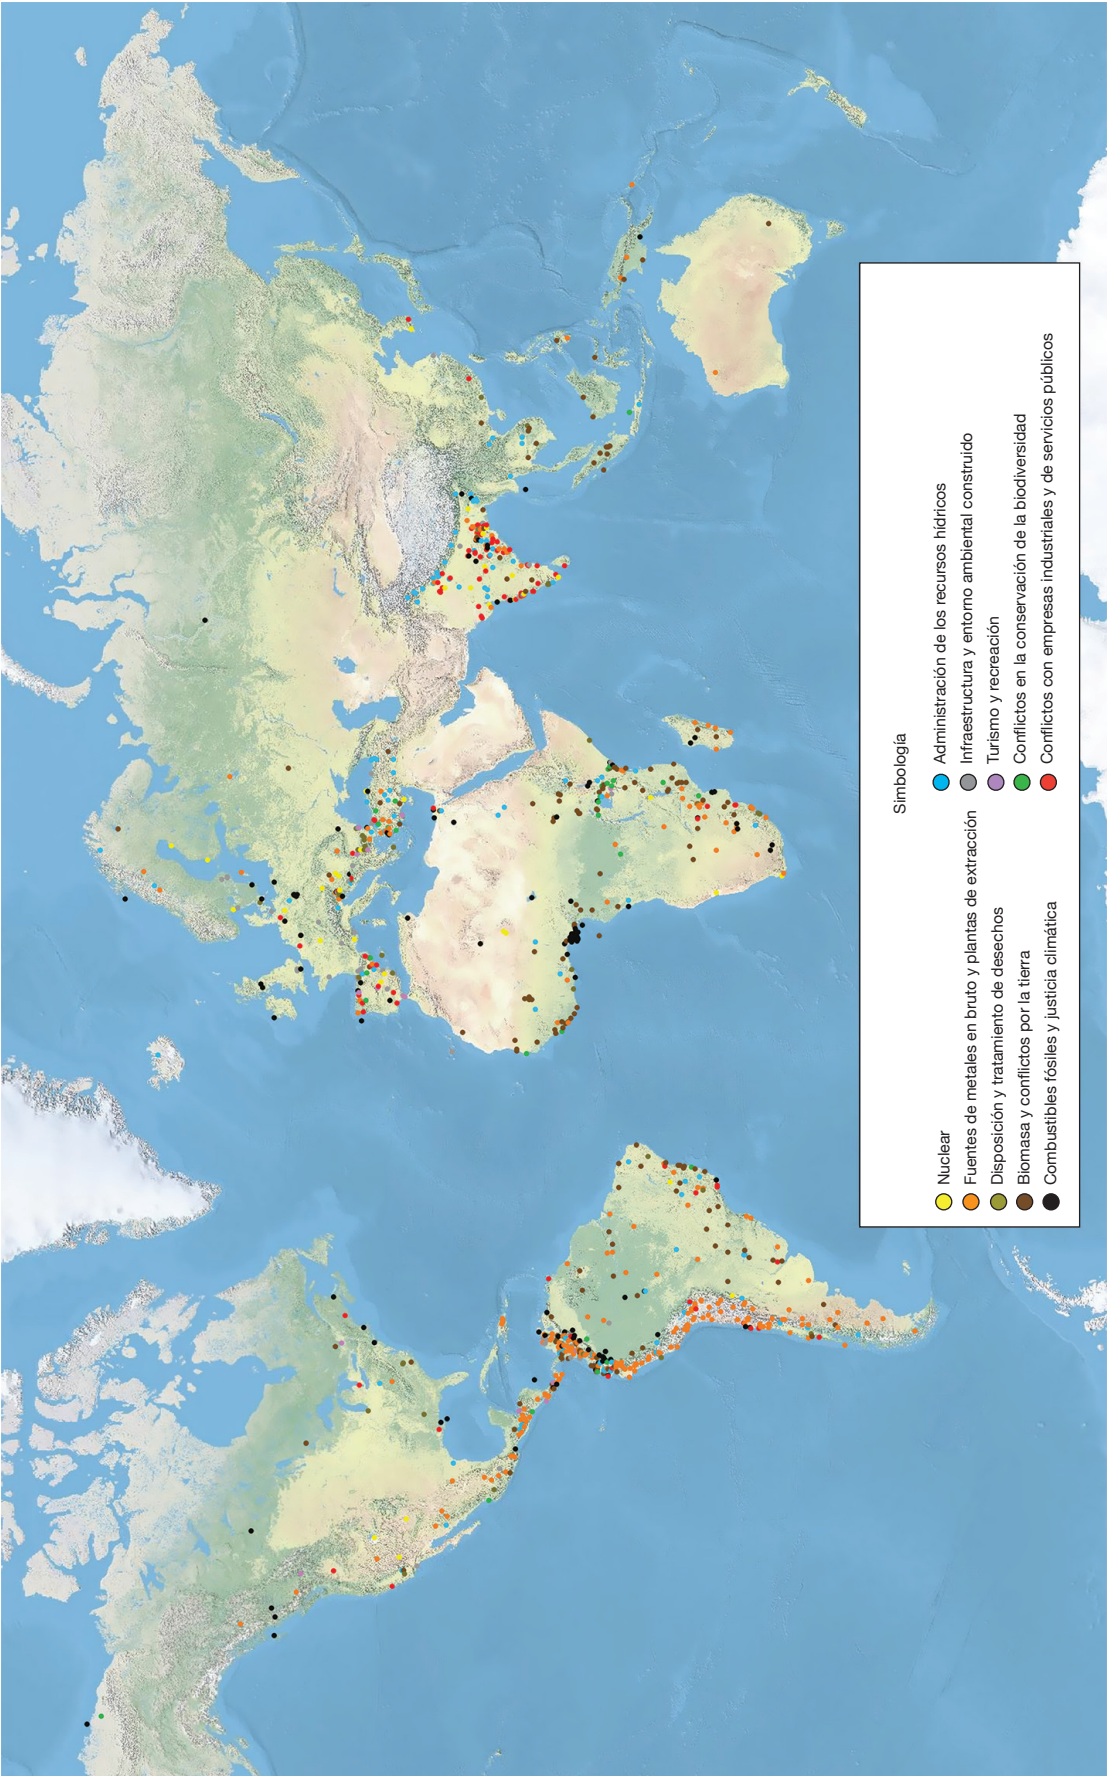 Simbología
Nuclear
Fuentes de metales en bruto y plantas de extracción
Disposición y tratamiento de desechos
Biomasa y conflictos por la tierra
Combustibles fósiles y justicia climática
Administración de los recursos hídricos
Infraestructura y entorno ambiental construido
Turismo y recreación
Conflictos en la conservación de la biodiversidad
Conflictos con empresas industriales y de servicios públicos